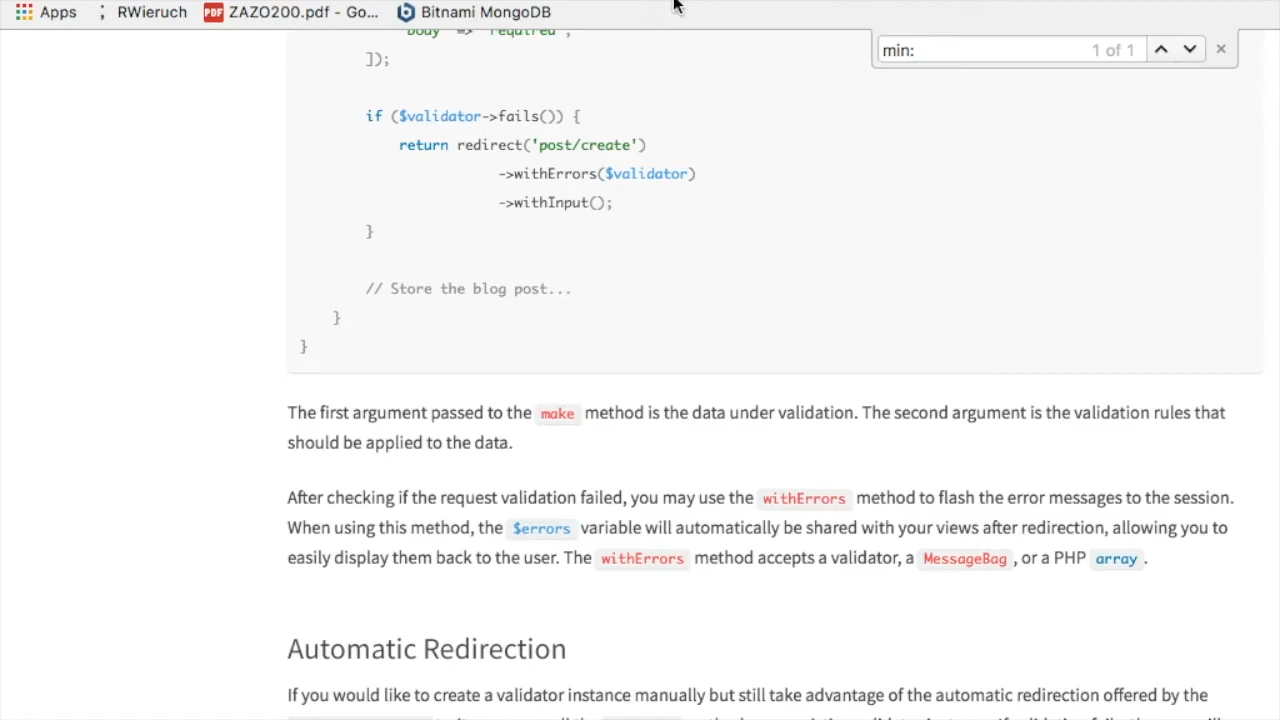 Apps ; RWieruch PDF ZAZO200.pdf - Go... Bitnami MongoDB
min: 1 of 1
'body' => 'required',
]);
if ($validator->fails()) {
return redirect('post/create')
->withErrors($validator)
->withInput();
}
// Store the blog post...
}
}
The first argument passed to the make method is the data under validation. The second argument is the validation rules that
should be applied to the data.
After checking if the request validation failed, you may use the withErrors method to flash the error messages to the session.
When using this method, the $errors variable will automatically be shared with your views after redirection, allowing you to
easily display them back to the user. The withErrors method accepts a validator, a MessageBag , or a PHP array .
Automatic Redirection
If you would like to create a validator instance manually but still take advantage of the automatic redirection offered by the